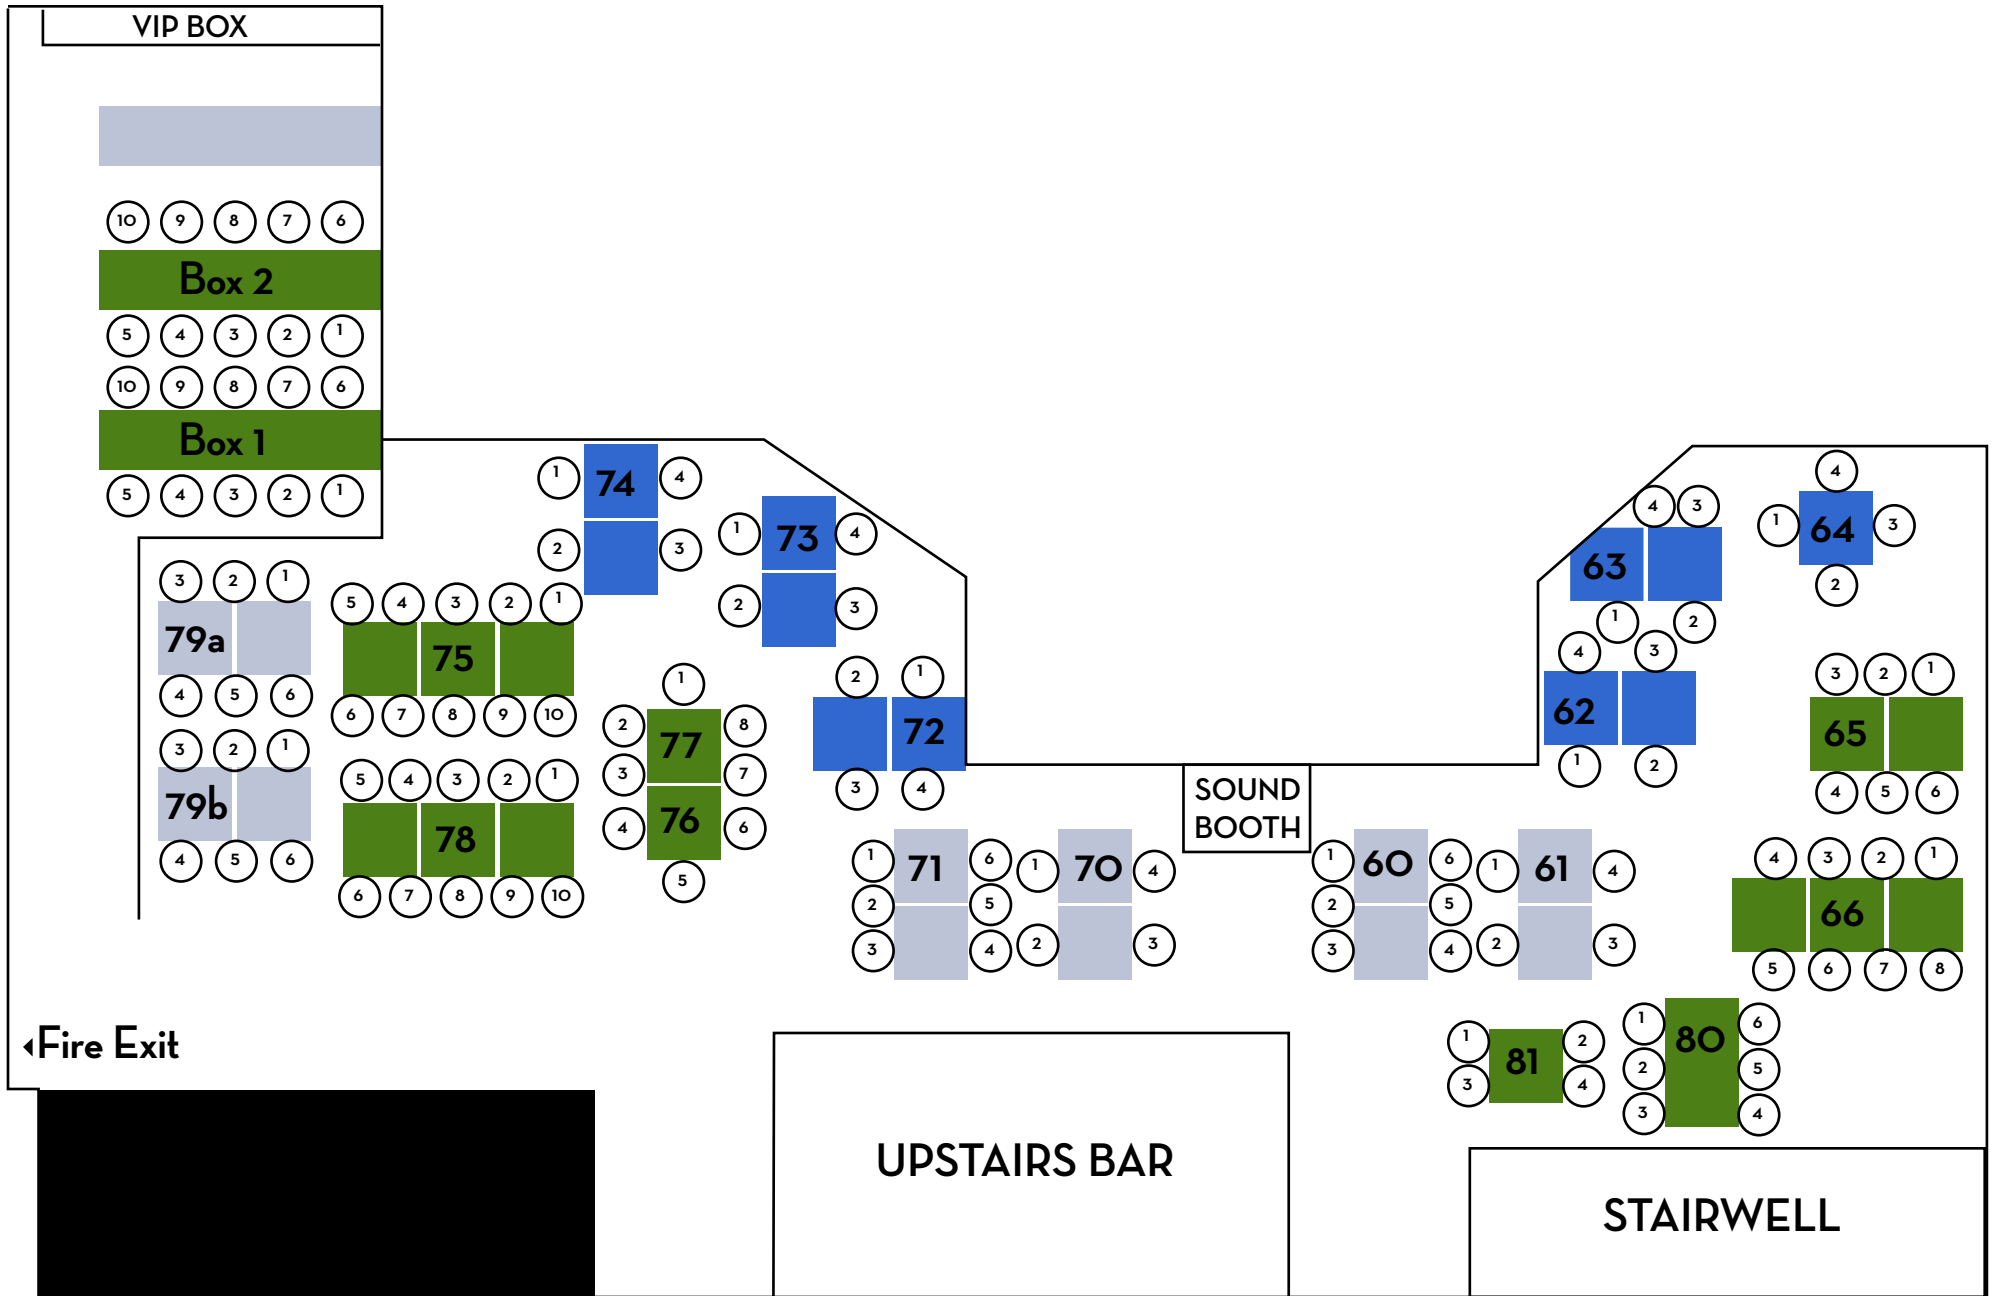 VIP BOX
10 9 8 7 6
Box 2
5 4 3 2 1
10 9 8 7 6
Box 1
5 4 3 2 1
1 74 4
2 3
1 73 4
2 3
4 3
63
1 2
4
1 64 3
2
3 2 1
79a
4 5 6
5 4 3 2 1
75
6 7 8 9 10
1
2 77 8
3 7
4 76 6
5
2 1
72
3 4
4 3
62
1 2
3 2 1
65
4 5 6
3 2 1
79b
4 5 6
5 4 3 2 1
78
6 7 8 9 10
SOUND
BOOTH
1 71 6
2 5
3 4
1 70 4
2 3
1 60 6
2 5
3 4
1 61 4
2 3
4 3 2 1
66
5 6 7 8
Fire Exit
1 81 2
3 4
1 80 6
2 5
3 4
UPSTAIRS BAR
STAIRWELL